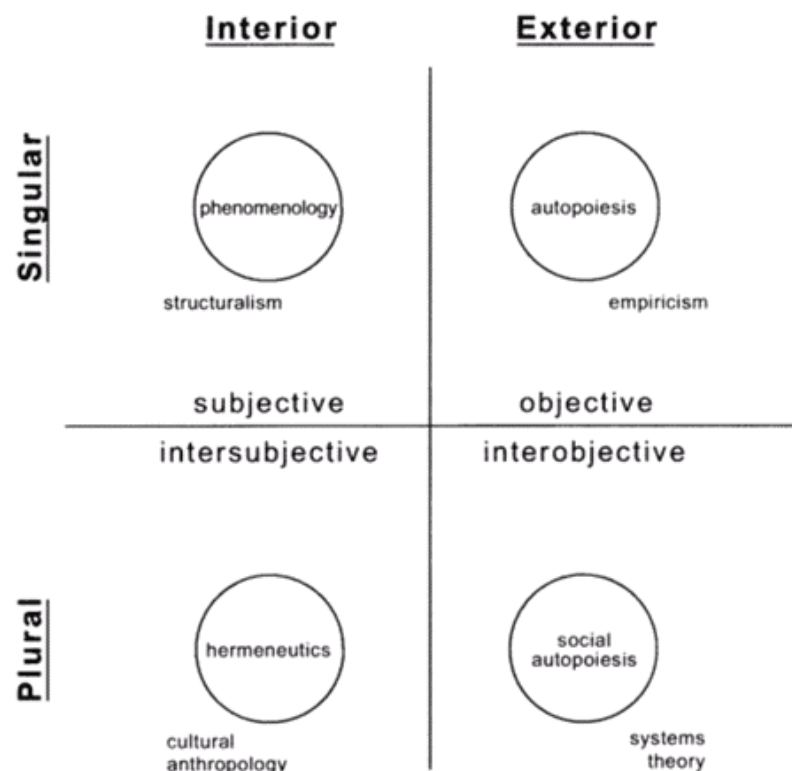 Interior
Exterior
Singular
phenomenology
autopoiesis
structuralism
empiricism
subjective
objective
intersubjective
interobjective
Plural
hermeneutics
social
autopoiesis
cultural
anthropology
systems
theory